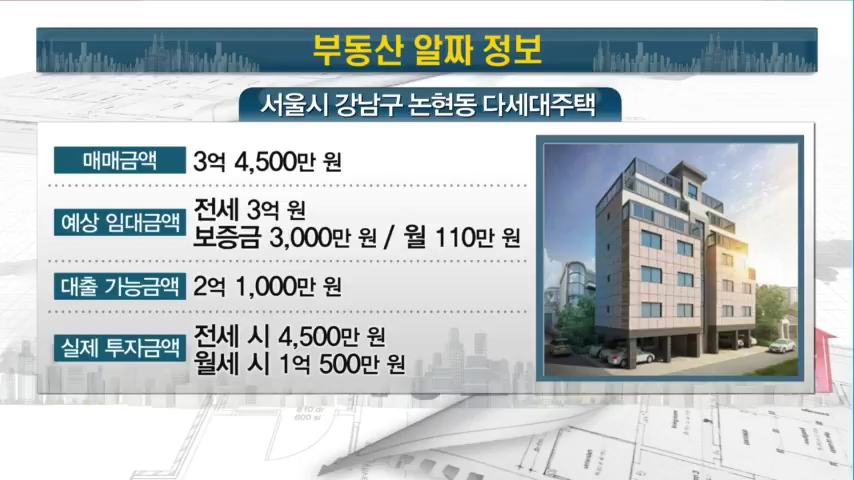 부동산 알짜 정보
서울시 강남구 논현동 다세대주택
매매금액 3억 4,500만 원
예상 임대금액 전세 3억 원
보증금 3,000만 원 / 월 110만 원
대출 가능금액 2억 1,000만 원
실제 투자금액 전세 시 4,500만 원
월세 시 1억 500만 원